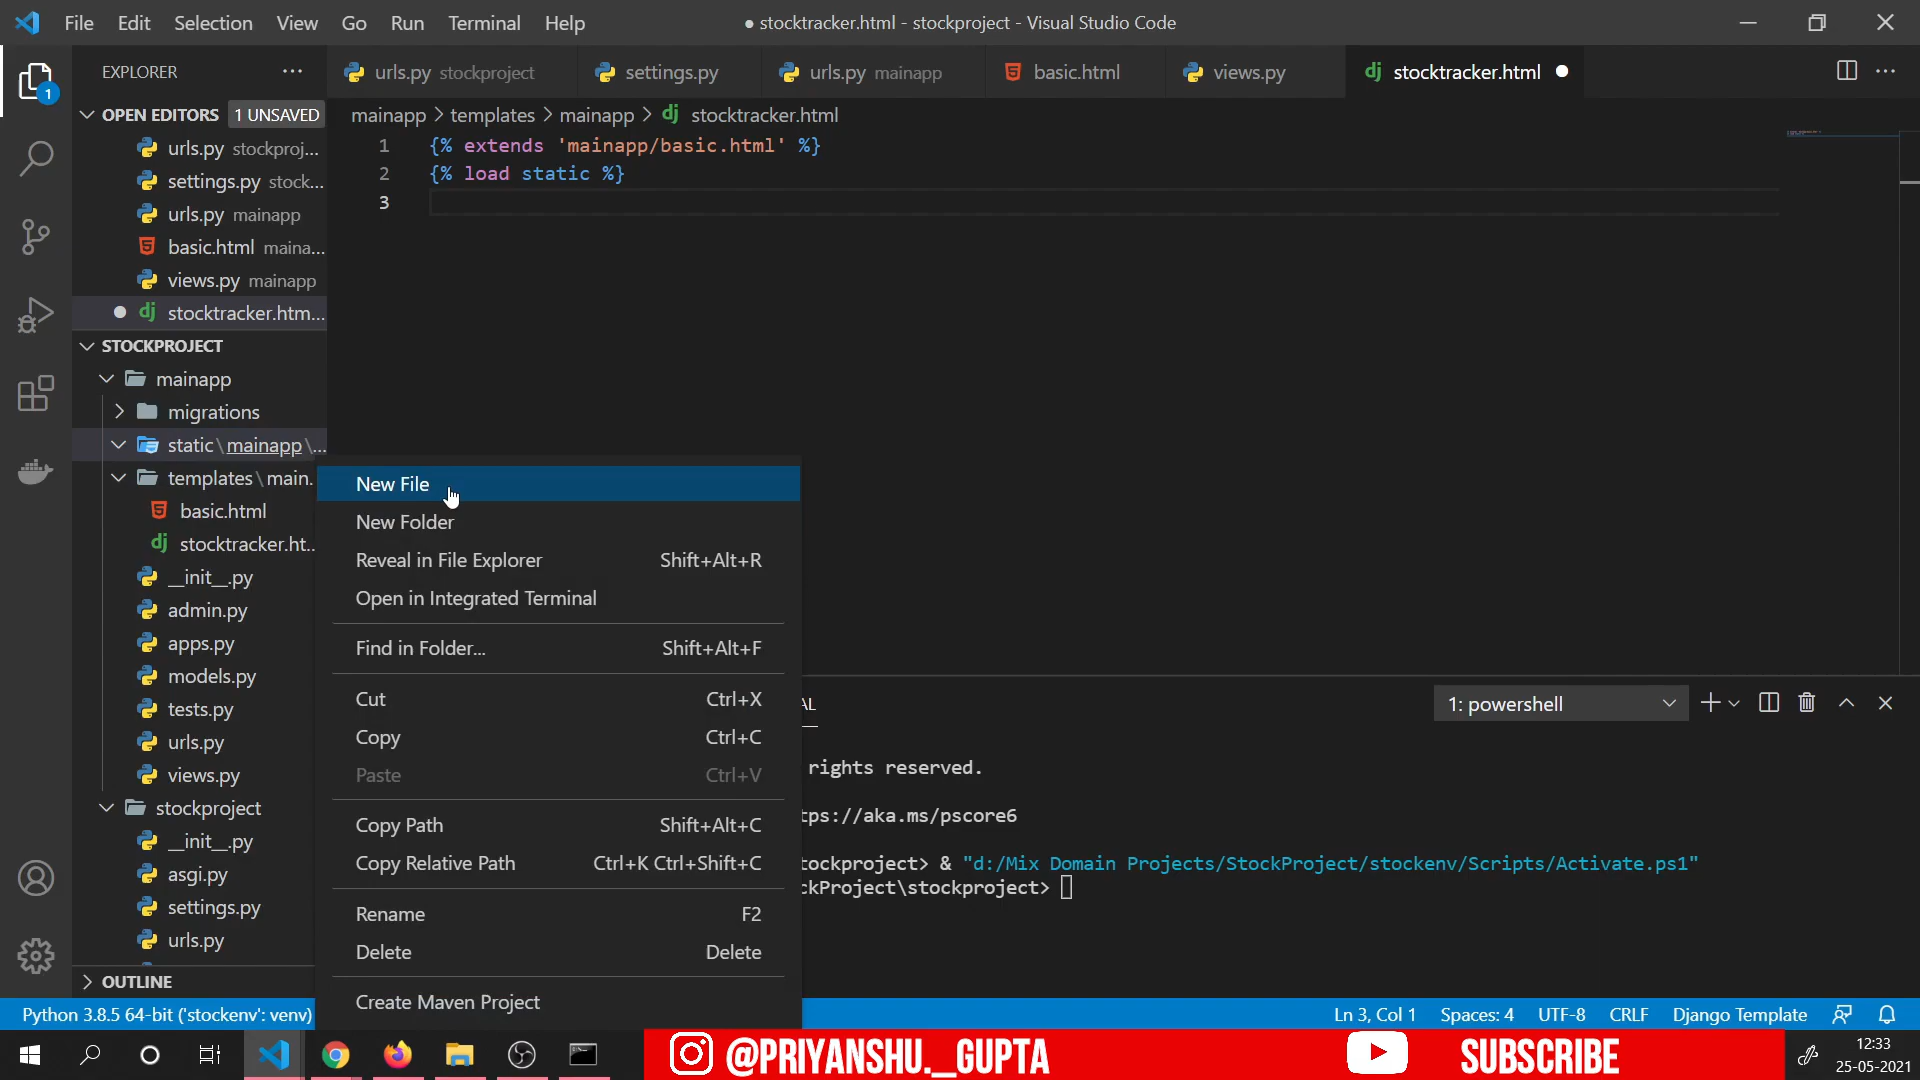 File Edit Selection View Go Run Terminal Help
● stocktracker.html - stockproject - Visual Studio Code
EXPLORER
urls.py stockproject
settings.py
urls.py mainapp
basic.html
views.py
stocktracker.html
1
OPEN EDITORS 1 UNSAVED
mainapp > templates > mainapp > stocktracker.html
urls.py stockproj...
settings.py stock...
urls.py mainapp
basic.html maina...
views.py mainapp
stocktracker.htm...
1 {% extends 'mainapp/basic.html' %}
2 {% load static %}
3
STOCKPROJECT
mainapp
migrations
static\mainapp\...
templates\main.
basic.html
stocktracker.ht..
__init__.py
admin.py
apps.py
models.py
tests.py
urls.py
views.py
stockproject
__init__.py
asgi.py
settings.py
urls.py
OUTLINE
New File
New Folder
Reveal in File Explorer Shift+Alt+R
Open in Integrated Terminal
Find in Folder... Shift+Alt+F
Cut Ctrl+X
Copy Ctrl+C
Paste Ctrl+V
Copy Path Shift+Alt+C
Copy Relative Path Ctrl+K Ctrl+Shift+C
Rename F2
Delete Delete
Create Maven Project
AL
1: powershell
rights reserved.
tps://aka.ms/pscore6
tockproject> & "d:/Mix Domain Projects/StockProject/stockenv/Scripts/Activate.ps1"
ckProject\stockproject>
Python 3.8.5 64-bit ('stockenv': venv)
Ln 3, Col 1 Spaces: 4 UTF-8 CRLF Django Template
@PRIYANSHU._GUPTA
SUBSCRIBE
12:33
25-05-2021